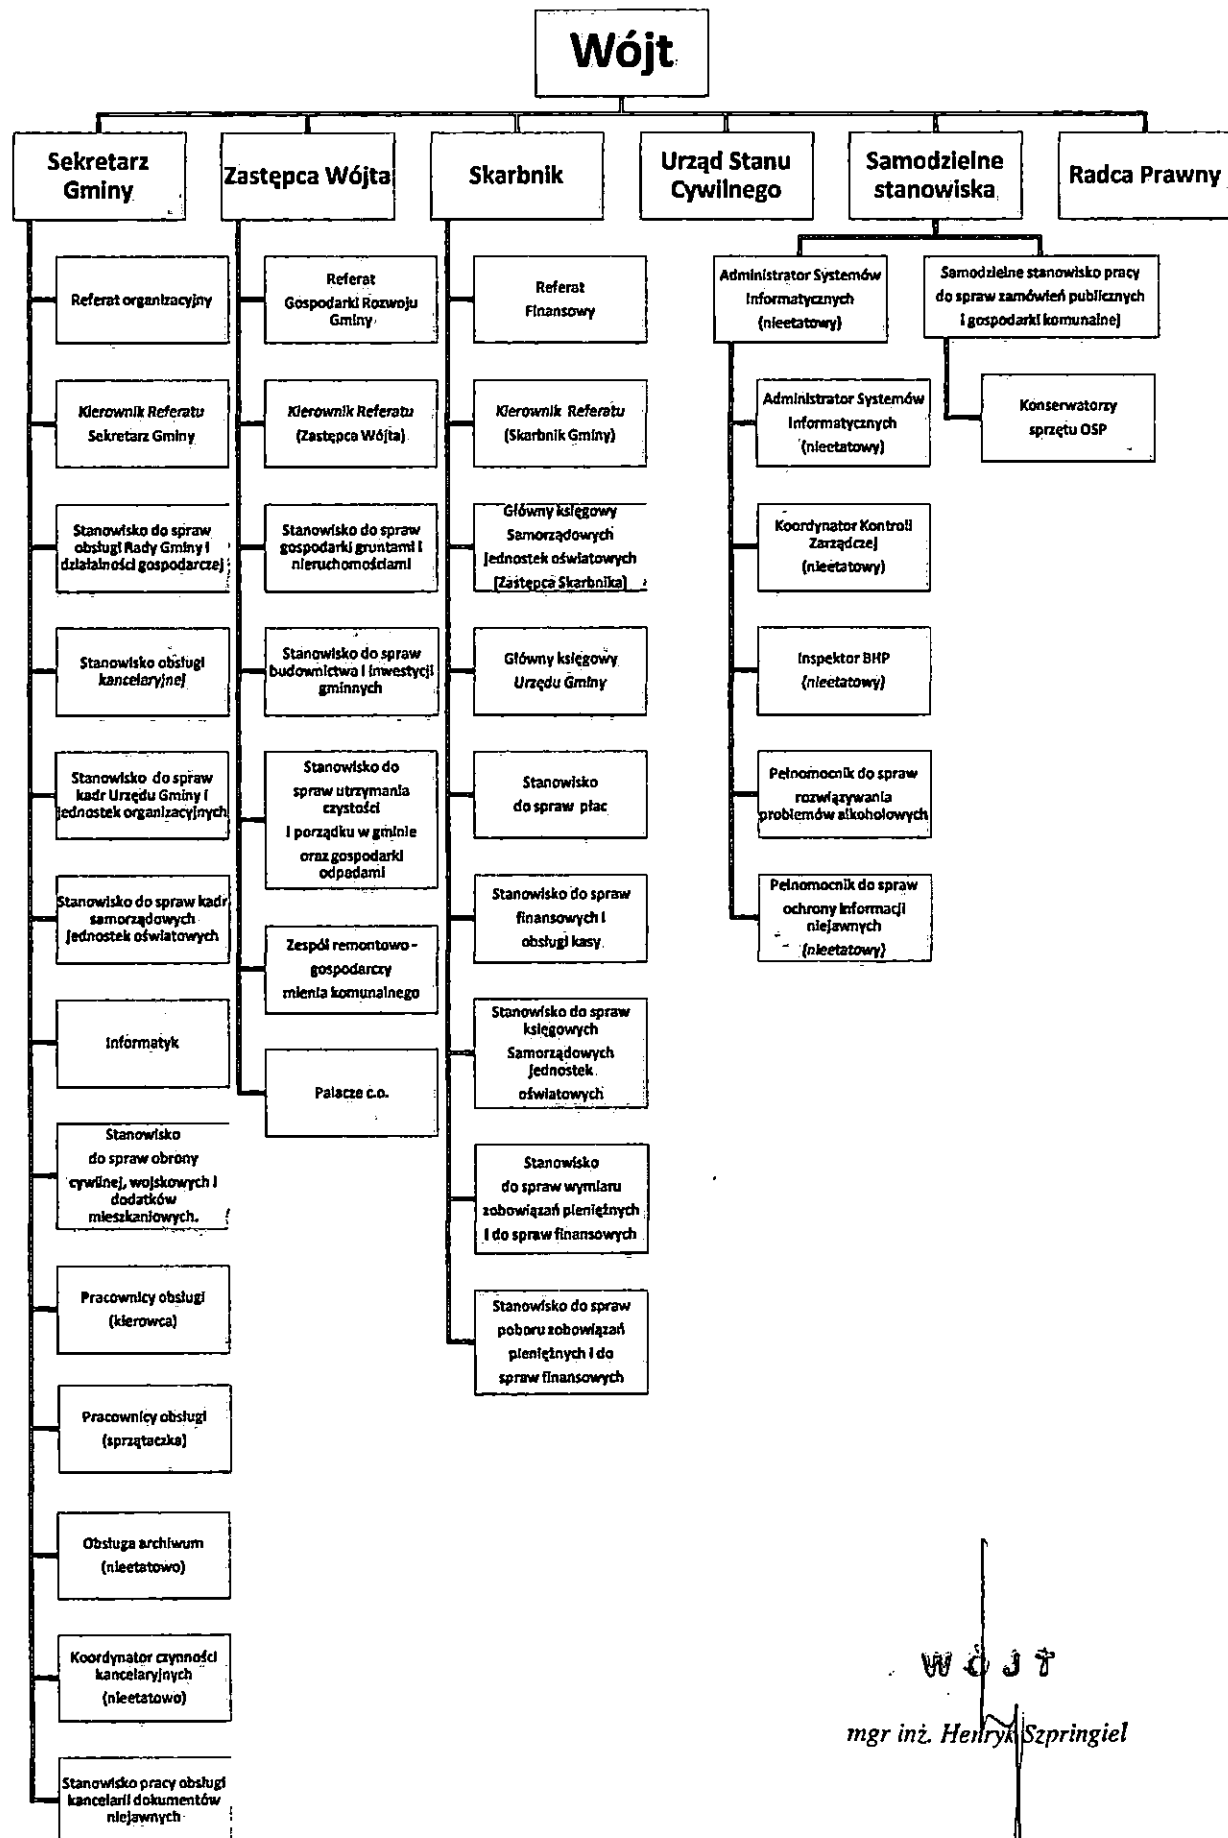 Wójt
Sekretarz
Gminy
Zastępca Wójta
Skarbnik
Urząd Stanu
Cywilnego
Samodzielne
stanowiska
Radca Prawny
Referat organizacyjny
Kierownik Referatu
Sekretarz Gminy
Stanowisko do spraw
obsługi Rady Gminy i
działalności gospodarczej
Stanowisko obsługi
kancelaryjnej
Stanowisko do spraw
kadr Urzędu Gminy i
jednostek organizacyjnych
Stanowisko do spraw kadr
samorządowych
jednostek oświatowych
Informatyk
Stanowisko
do spraw obrony
cywilnej, wojskowych i
dodatków
mieszkaniowych.
Pracownicy obsługi
(kierowca)
Pracownicy obsługi
(sprzątaczka)
Obsługa archiwum
(nieetatowo)
Koordynator czynności
kancelaryjnych
(nieetatowo)
Stanowisko pracy obsługi
kancelarii dokumentów
niejawnych
Referat
Gospodarki Rozwoju
Gminy
Kierownik Referatu
(Zastępca Wójta)
Stanowisko do spraw
gospodarki gruntami i
nieruchomościami
Stanowisko do spraw
budownictwa i inwestycji
gminnych
Stanowisko do
spraw utrzymania
czystości
i porządku w gminie
oraz gospodarki
odpadami
Zespół remontowo -
gospodarczy
mienia komunalnego
Palacze c.o.
Referat
Finansowy
Kierownik Referatu
(Skarbnik Gminy)
Główny księgowy
Samorządowych
jednostek oświatowych
(Zastępca Skarbnika)
Główny księgowy
Urzędu Gminy
Stanowisko
do spraw płac
Stanowisko do spraw
finansowych i
obsługi kasy
Stanowisko do spraw
księgowych
Samorządowych
jednostek
oświatowych
Stanowisko
do spraw wymiaru
zobowiązań pieniężnych
i do spraw finansowych
Stanowisko do spraw
poboru zobowiązań
pieniężnych i do
spraw finansowych
Administrator Systemów
Informatycznych
(nieetatowy)
Administrator Systemów
Informatycznych
(nieetatowy)
Koordynator Kontroli
Zarządczej
(nieetatowy)
Inspektor BHP
(nieetatowy)
Pełnomocnik do spraw
rozwiązywania
problemów alkoholowych
Pełnomocnik do spraw
ochrony informacji
niejawnych
(nieetatowy)
Samodzielne stanowisko pracy
do spraw zamówień publicznych
i gospodarki komunalnej
Konserwatorzy
sprzętu OSP
WÓJT
mgr inż. Henryk Szpringiel